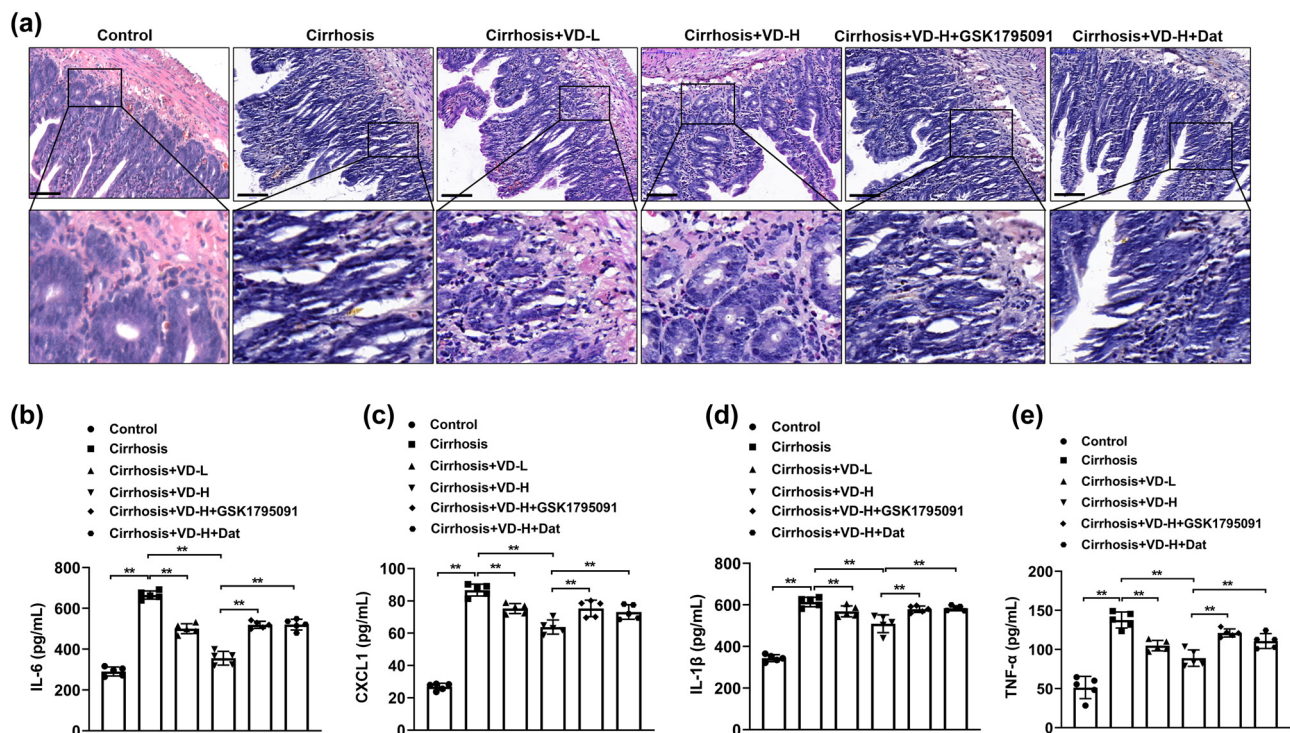 (a)
Control
Cirrhosis
Cirrhosis+VD-L
Cirrhosis+VD-H
Cirrhosis+VD-H+GSK1795091
Cirrhosis+VD-H+Dat
(b)
Control
Cirrhosis
Cirrhosis+VD-L
Cirrhosis+VD-H
Cirrhosis+VD-H+GSK1795091
Cirrhosis+VD-H+Dat
IL-6 (pg/mL)
800
600
400
200
0
**
**
**
**
**
(c)
Control
Cirrhosis
Cirrhosis+VD-L
Cirrhosis+VD-H
Cirrhosis+VD-H+GSK1795091
Cirrhosis+VD-H+Dat
CXCL1 (pg/mL)
100
80
60
40
20
0
**
**
**
**
**
(d)
Control
Cirrhosis
Cirrhosis+VD-L
Cirrhosis+VD-H
Cirrhosis+VD-H+GSK1795091
Cirrhosis+VD-H+Dat
IL-1β (pg/mL)
800
600
400
200
0
**
**
**
**
**
(e)
Control
Cirrhosis
Cirrhosis+VD-L
Cirrhosis+VD-H
Cirrhosis+VD-H+GSK1795091
Cirrhosis+VD-H+Dat
TNF-α (pg/mL)
200
150
100
50
0
**
**
**
**
**